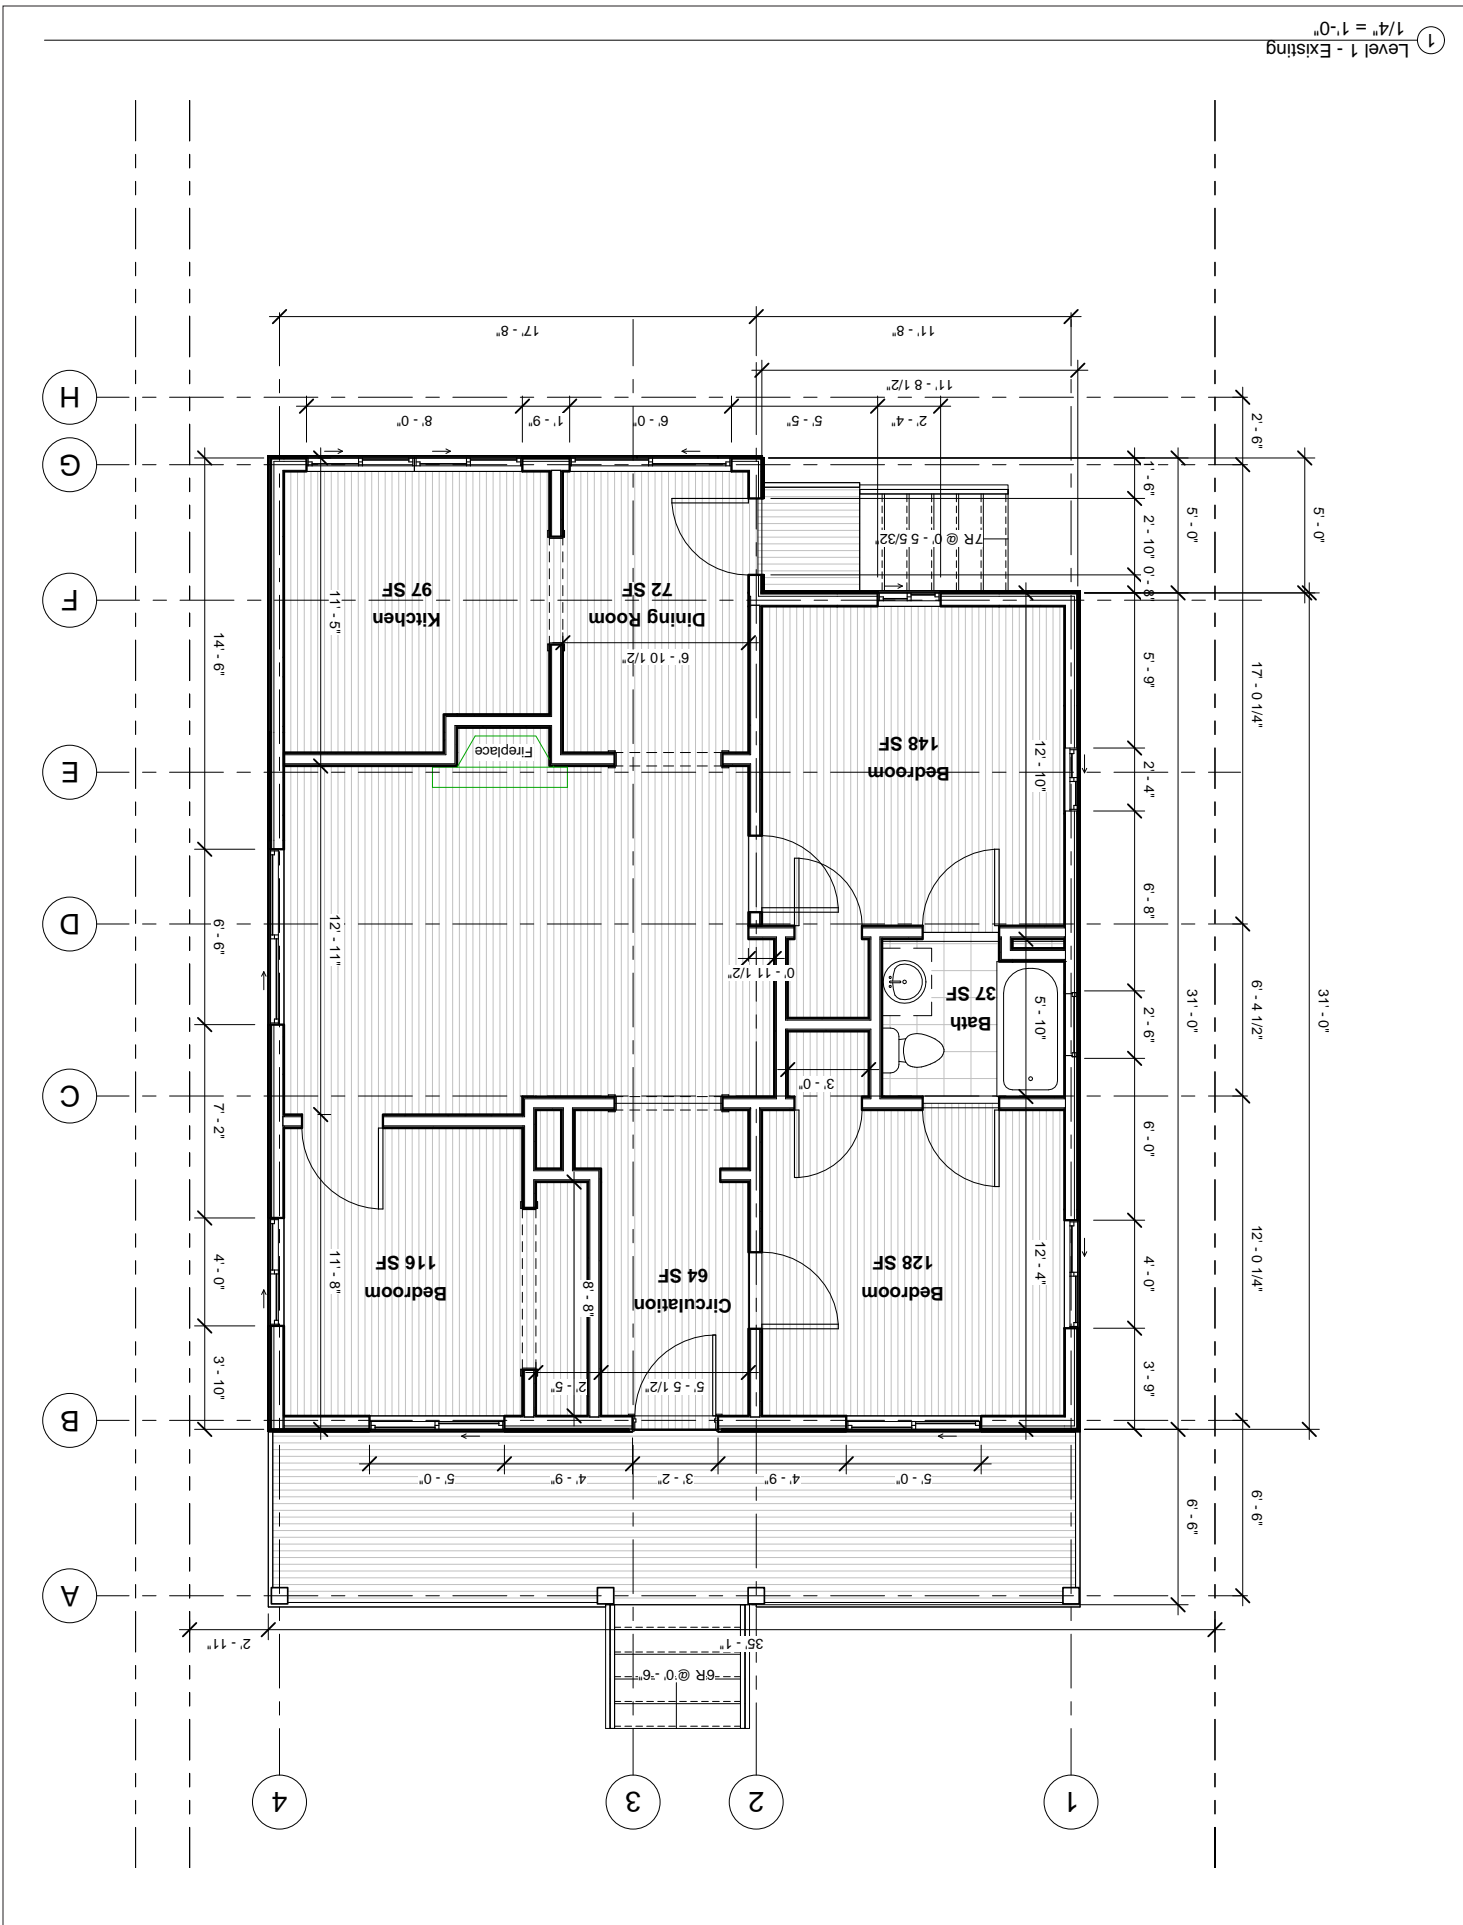 1
2
3
4
6R @ 0' - 6"
35' - 1"
2' - 11"
A
6' - 6"
6' - 6"
5' - 0"
4' - 9"
3' - 2"
4' - 9"
5' - 0"
B
3' - 9"
4' - 0"
6' - 0"
2' - 6"
6' - 8"
2' - 4"
5' - 9"
0' - 8"
2' - 10"
1' - 6"
31' - 0"
5' - 0"
12' - 0 1/4"
6' - 4 1/2"
17' - 0 1/4"
2' - 6"
31' - 0"
5' - 0"
Bedroom
128 SF
12' - 4"
5' - 5 1/2"
2' - 5"
8' - 8"
Circulation
64 SF
Bedroom
116 SF
11' - 8"
3' - 10"
4' - 0"
7' - 2"
6' - 6"
14' - 6"
C
3' - 0"
Bath
37 SF
5' - 10"
0' - 11 1/2"
12' - 11"
D
Bedroom
148 SF
12' - 10"
Fireplace
E
6' - 10 1/2"
Dining Room
72 SF
Kitchen
97 SF
11' - 5"
F
7R @ 0' - 5 5/32"
G
2' - 4"
5' - 5"
6' - 0"
1' - 9"
8' - 0"
H
11' - 8 1/2"
11' - 8"
17' - 8"
1
Level 1 - Existing
1/4" = 1'-0"